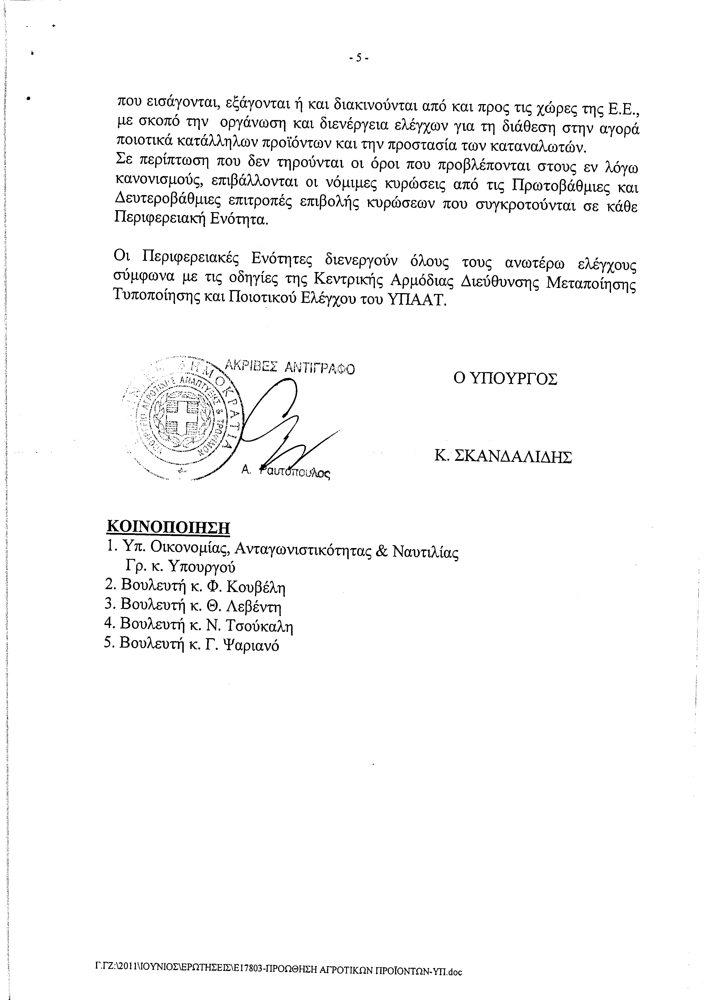 - 5 -
που εισάγονται, εξάγονται ή και διακινούνται από και προς τις χώρες της Ε.Ε.,
με σκοπό την οργάνωση και διενέργεια ελέγχων για τη διάθεση στην αγορά
ποιοτικά κατάλληλων προϊόντων και την προστασία των καταναλωτών.
Σε περίπτωση που δεν τηρούνται οι όροι που προβλέπονται στους εν λόγω
κανονισμούς, επιβάλλονται οι νόμιμες κυρώσεις από τις Πρωτοβάθμιες και
Δευτεροβάθμιες επιτροπές επιβολής κυρώσεων που συγκροτούνται σε κάθε
Περιφερειακή Ενότητα.
Οι Περιφερειακές Ενότητες διενεργούν όλους τους ανωτέρω ελέγχους
σύμφωνα με τις οδηγίες της Κεντρικής Αρμόδιας Διεύθυνσης Μεταποίησης
Τυποποίησης και Ποιοτικού Ελέγχου του ΥΠΑΑΤ.
ΑΚΡΙΒΕΣ ΑΝΤΙΓΡΑΦΟ
ΔΗΜΟΚΡΑΤΙΑ
ΥΠΟΥΡΓΕΙΟ ΑΓΡΟΤΙΚΗΣ ΑΝΑΠΤΥΞΗΣ & ΤΡΟΦΙΜΩΝ
Ο ΥΠΟΥΡΓΟΣ
Κ. ΣΚΑΝΔΑΛΙΔΗΣ
Α. Ραυτόπουλος
ΚΟΙΝΟΠΟΙΗΣΗ
1. Υπ. Οικονομίας, Ανταγωνιστικότητας & Ναυτιλίας
Γρ. κ. Υπουργού
2. Βουλευτή κ. Φ. Κουβέλη
3. Βουλευτή κ. Θ. Λεβέντη
4. Βουλευτή κ. Ν. Τσούκαλη
5. Βουλευτή κ. Γ. Ψαριανό
Γ.ΓΖ:\2011\ΙΟΥΝΙΟΣ\ΕΡΩΤΗΣΕΙΣ\Ε17803-ΠΡΟΩΘΗΣΗ ΑΓΡΟΤΙΚΩΝ ΠΡΟΪΟΝΤΩΝ-ΥΠ.doc